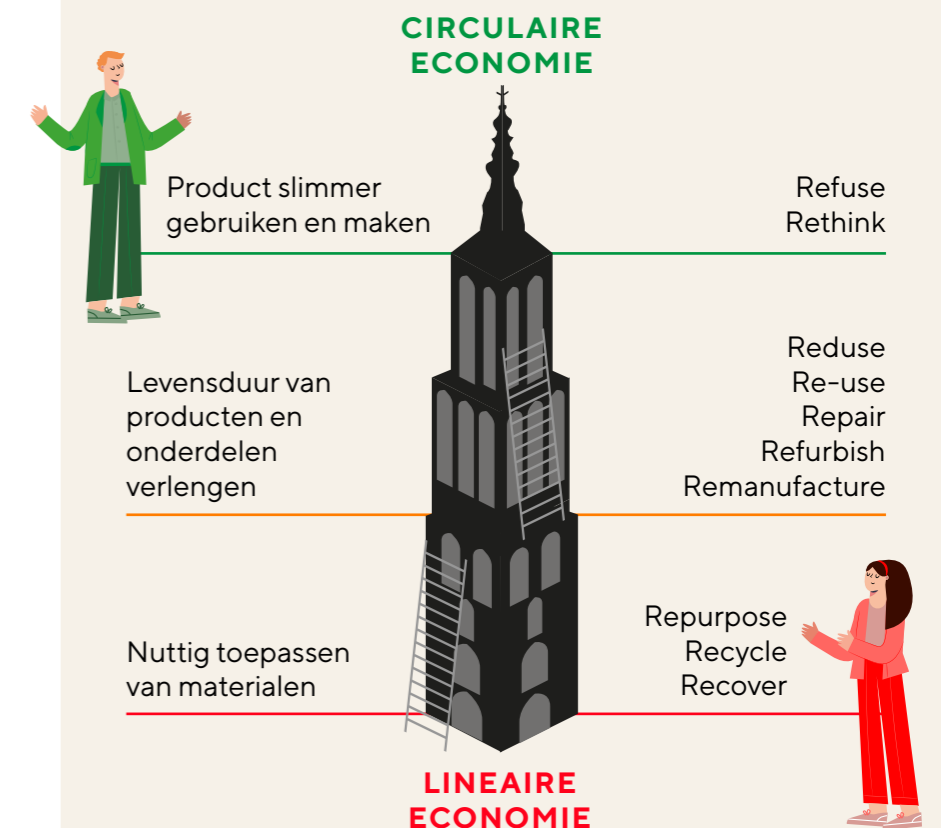 CIRCULAIRE
ECONOMIE
Product slimmer
gebruiken en maken
Refuse
Rethink
Levensduur van
producten en
onderdelen
verlengen
Reduse
Re-use
Repair
Refurbish
Remanufacture
Nuttig toepassen
van materialen
Repurpose
Recycle
Recover
LINEAIRE
ECONOMIE